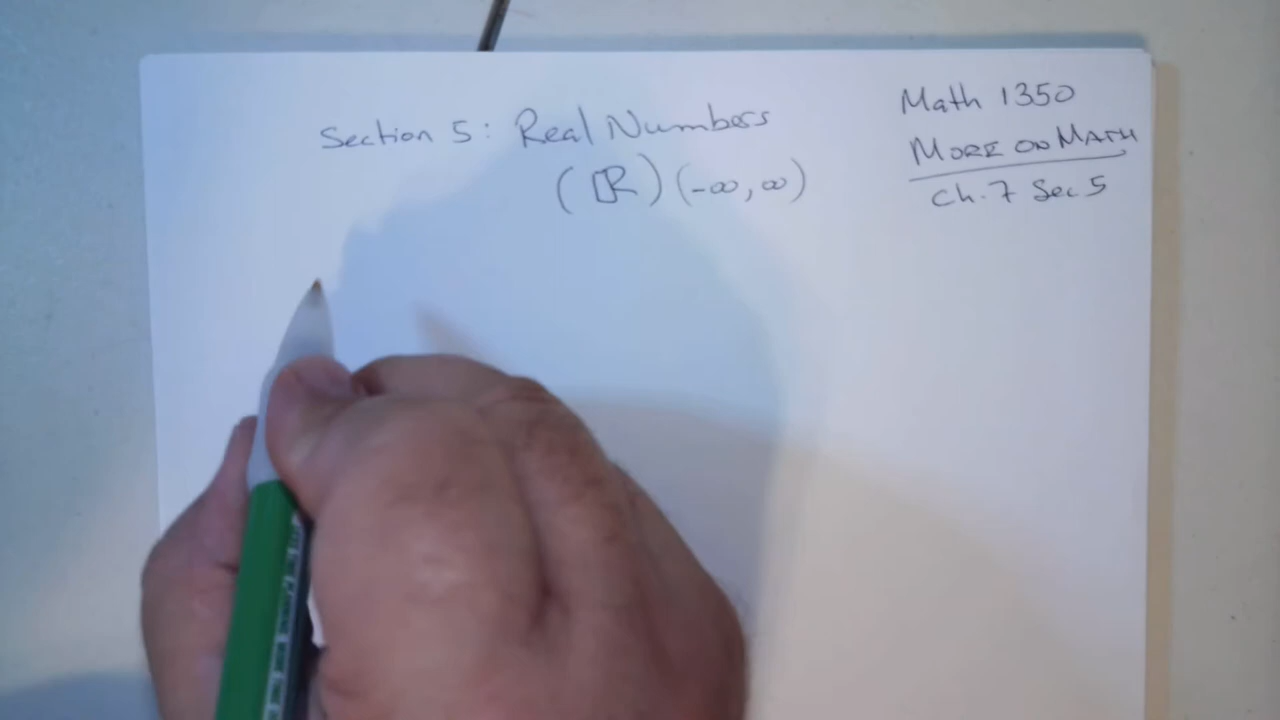 Section 5: Real Numbers
(ℝ) (-∞, ∞)
Math 1350
MORE ON MATH
Ch. 7 Sec 5